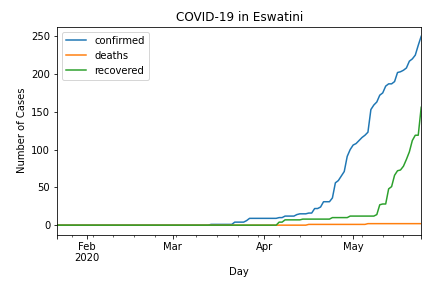 COVID-19 in Eswatini
confirmed
deaths
recovered
Number of Cases
250
200
150
100
50
0
Feb
2020
Mar
Apr
May
Day